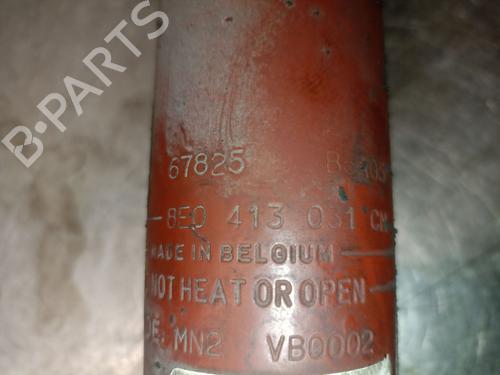 B-PARTS
67825
8E0 413 031 CM
MADE IN BELGIUM
NOT HEAT OR OPEN
MN2 VB0002